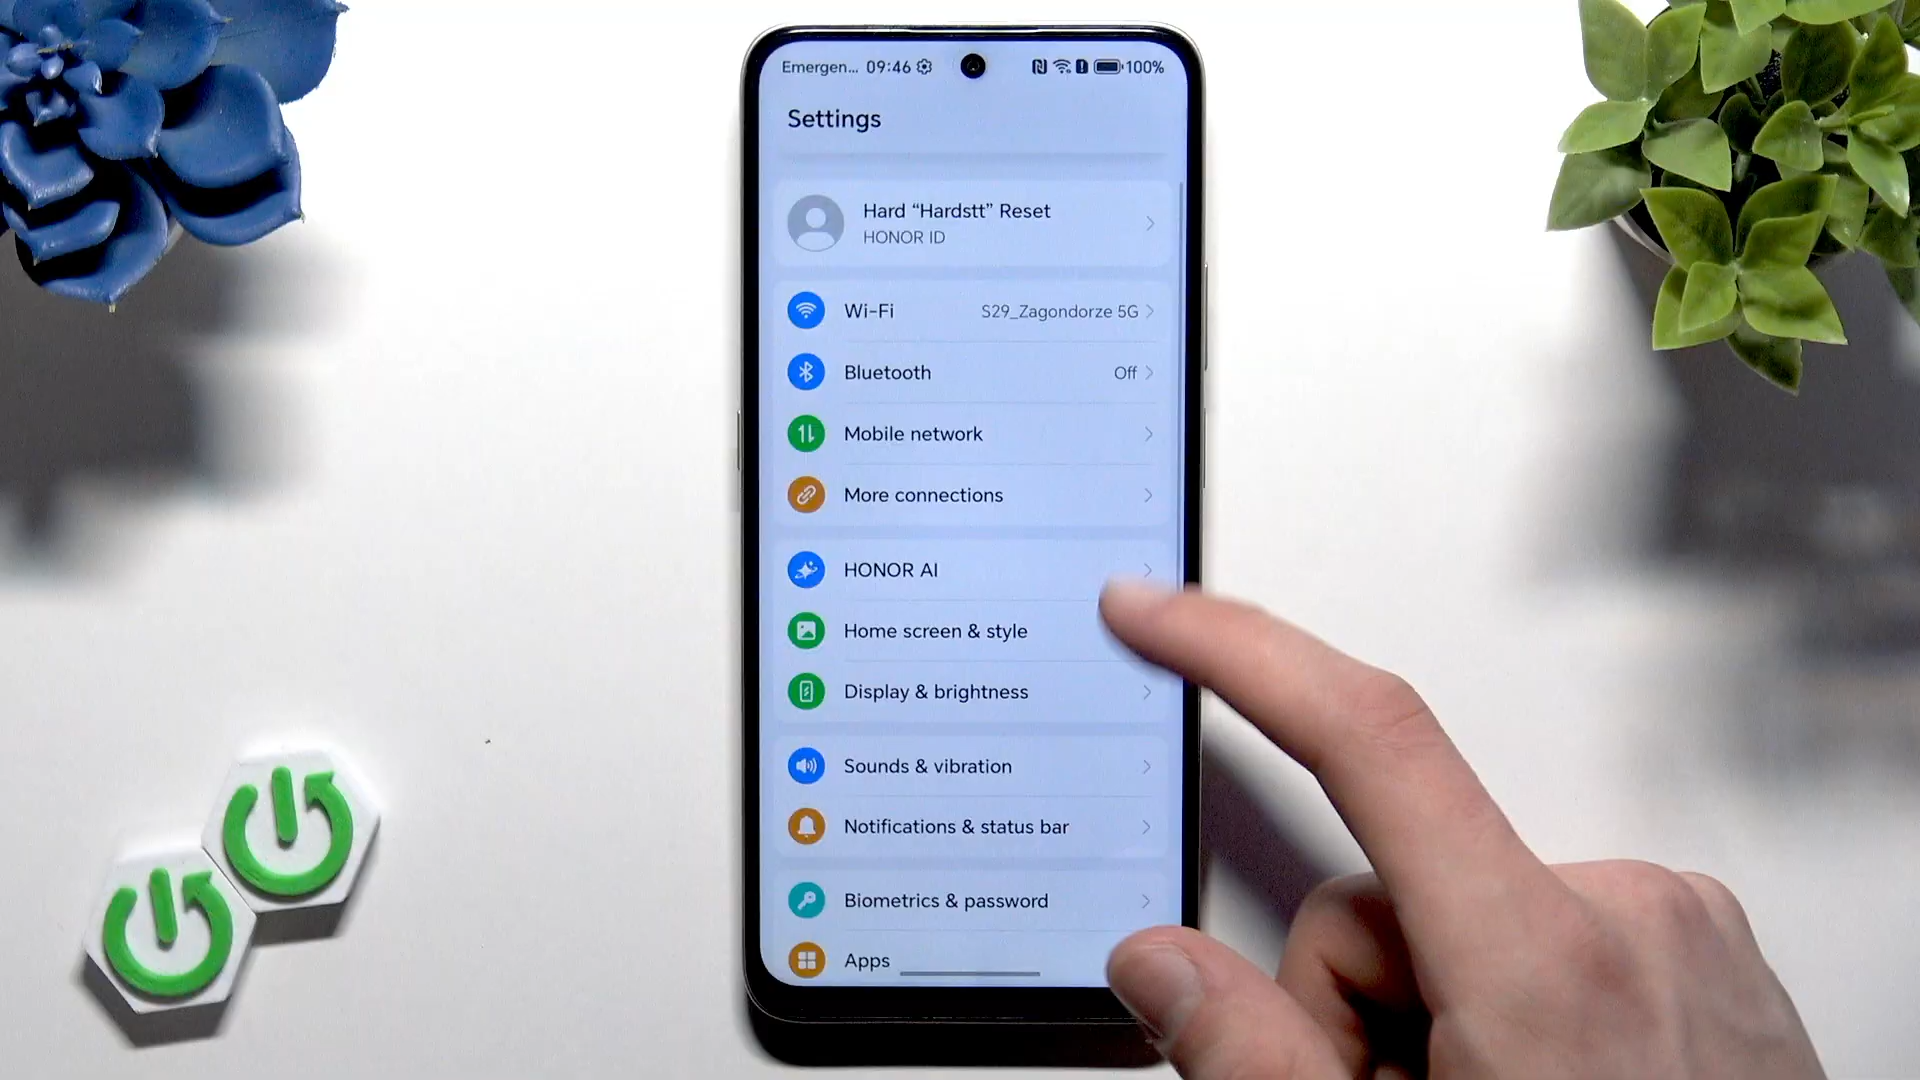 Emergen... 09:46 100%
Settings
Hard “Hardstt” Reset
HONOR ID
Wi-Fi S29_Zagondorze 5G
Bluetooth Off
Mobile network
More connections
HONOR AI
Home screen & style
Display & brightness
Sounds & vibration
Notifications & status bar
Biometrics & password
Apps